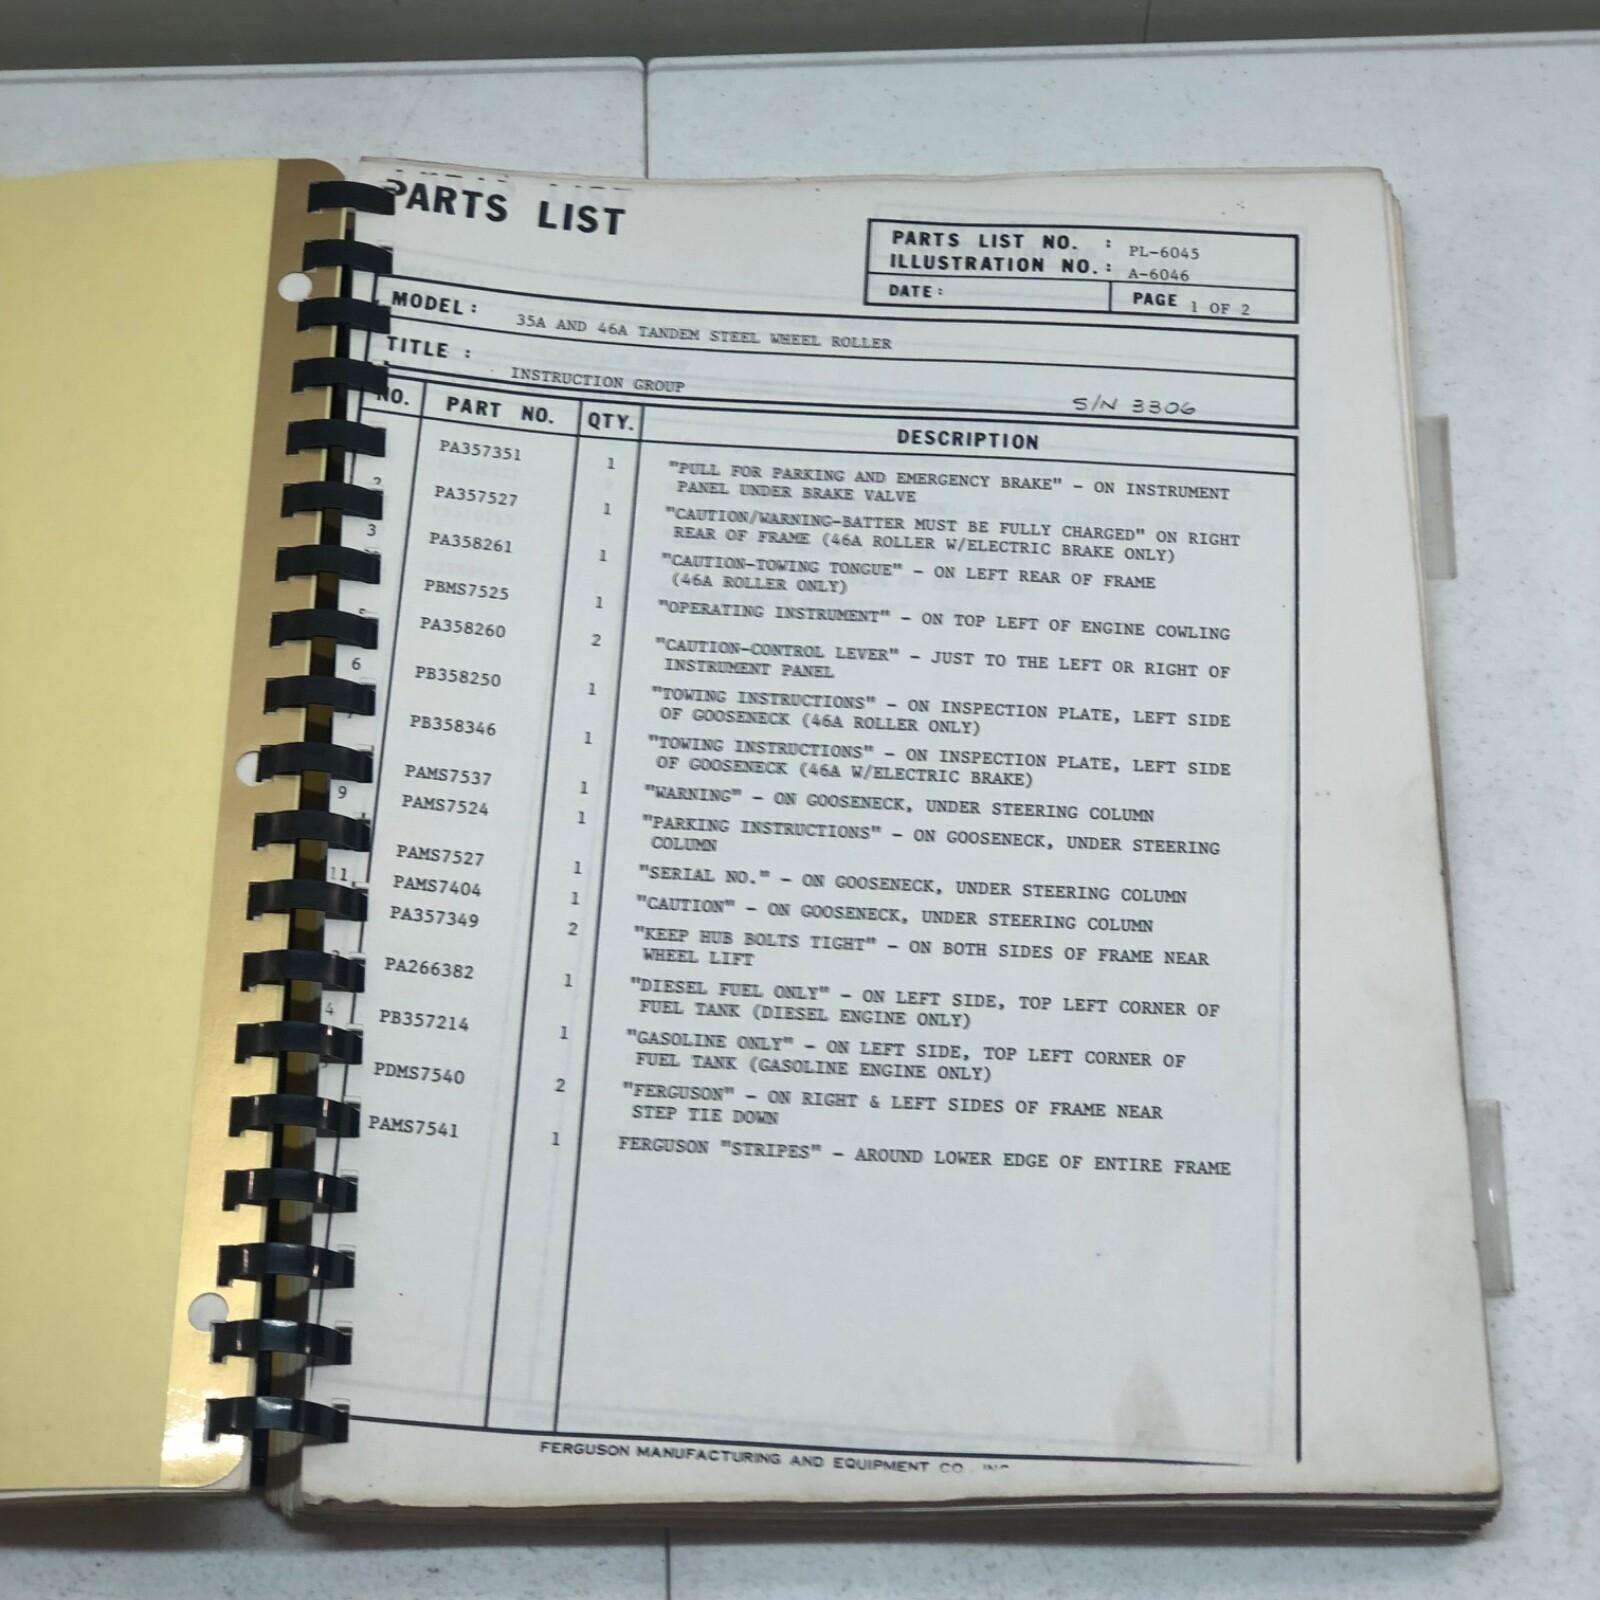 PARTS LIST
PARTS LIST NO. : PL-6045
ILLUSTRATION NO. : A-6046
DATE: PAGE 1 OF 2
MODEL: 35A AND 46A TANDEM STEEL WHEEL ROLLER
TITLE : INSTRUCTION GROUP S/N 3306
NO. PART NO. QTY. DESCRIPTION
PA357351 1 "PULL FOR PARKING AND EMERGENCY BRAKE" - ON INSTRUMENT
PANEL UNDER BRAKE VALVE
2 PA357527 1 "CAUTION/WARNING-BATTER MUST BE FULLY CHARGED" ON RIGHT
REAR OF FRAME (46A ROLLER W/ELECTRIC BRAKE ONLY)
3 PA358261 1 "CAUTION-TOWING TONGUE" - ON LEFT REAR OF FRAME
(46A ROLLER ONLY)
PBMS7525 1 "OPERATING INSTRUMENT" - ON TOP LEFT OF ENGINE COWLING
PA358260 2 "CAUTION-CONTROL LEVER" - JUST TO THE LEFT OR RIGHT OF
INSTRUMENT PANEL
6 PB358250 1 "TOWING INSTRUCTIONS" - ON INSPECTION PLATE, LEFT SIDE
OF GOOSENECK (46A ROLLER ONLY)
PB358346 1 "TOWING INSTRUCTIONS" - ON INSPECTION PLATE, LEFT SIDE
OF GOOSENECK (46A W/ELECTRIC BRAKE)
PAMS7537 1 "WARNING" - ON GOOSENECK, UNDER STEERING COLUMN
9 PAMS7524 1 "PARKING INSTRUCTIONS" - ON GOOSENECK, UNDER STEERING
COLUMN
PAMS7527 1 "SERIAL NO." - ON GOOSENECK, UNDER STEERING COLUMN
11 PAMS7404 1 "CAUTION" - ON GOOSENECK, UNDER STEERING COLUMN
PA357349 2 "KEEP HUB BOLTS TIGHT" - ON BOTH SIDES OF FRAME NEAR
WHEEL LIFT
PA266382 1 "DIESEL FUEL ONLY" - ON LEFT SIDE, TOP LEFT CORNER OF
FUEL TANK (DIESEL ENGINE ONLY)
4 PB357214 1 "GASOLINE ONLY" - ON LEFT SIDE, TOP LEFT CORNER OF
FUEL TANK (GASOLINE ENGINE ONLY)
PDMS7540 2 "FERGUSON" - ON RIGHT & LEFT SIDES OF FRAME NEAR
STEP TIE DOWN
PAMS7541 1 FERGUSON "STRIPES" - AROUND LOWER EDGE OF ENTIRE FRAME
FERGUSON MANUFACTURING AND EQUIPMENT CO.